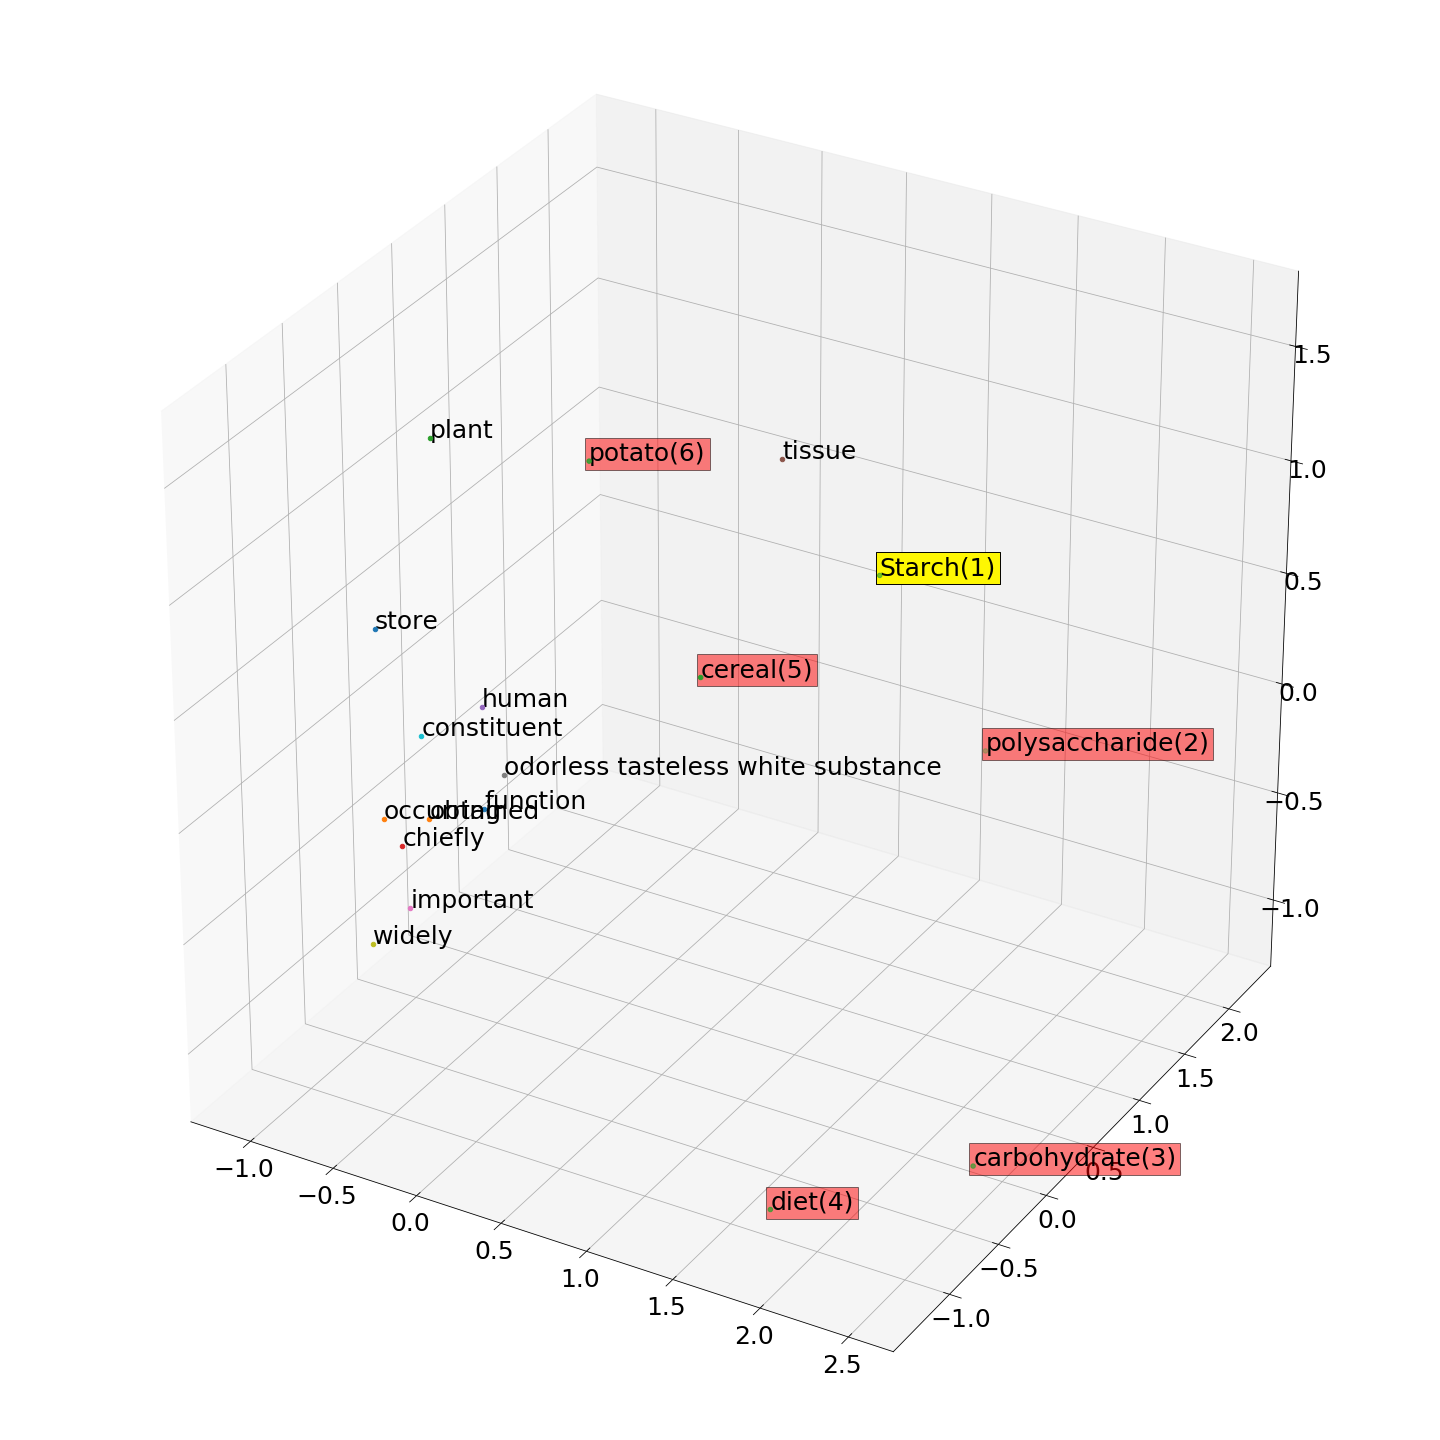 plant
potato(6)
tissue
Starch(1)
store
cereal(5)
human
constituent
polysaccharide(2)
odorless tasteless white substance
function
occurring
obtained
chiefly
important
widely
carbohydrate(3)
diet(4)
1.5
1.0
0.5
0.0
−0.5
−1.0
2.0
1.5
1.0
0.5
0.0
−0.5
−1.0
−1.0
−0.5
0.0
0.5
1.0
1.5
2.0
2.5